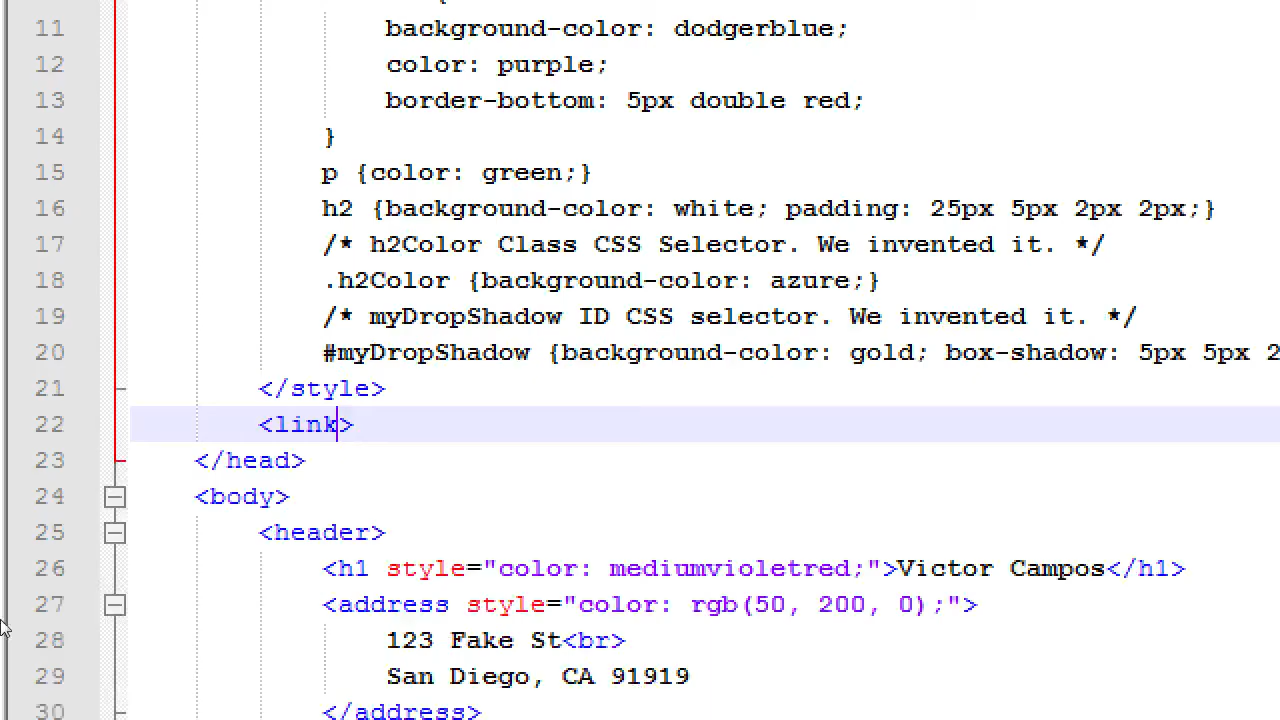 {
11 background-color: dodgerblue;
12 color: purple;
13 border-bottom: 5px double red;
14 }
15 p {color: green;}
16 h2 {background-color: white; padding: 25px 5px 2px 2px;}
17 /* h2Color Class CSS Selector. We invented it. */
18 .h2Color {background-color: azure;}
19 /* myDropShadow ID CSS selector. We invented it. */
20 #myDropShadow {background-color: gold; box-shadow: 5px 5px 2
21 </style>
22 <link>
23 </head>
24 <body>
25 <header>
26 <h1 style="color: mediumvioletred;">Victor Campos</h1>
27 <address style="color: rgb(50, 200, 0);">
28 123 Fake St<br>
29 San Diego, CA 91919
30 </address>